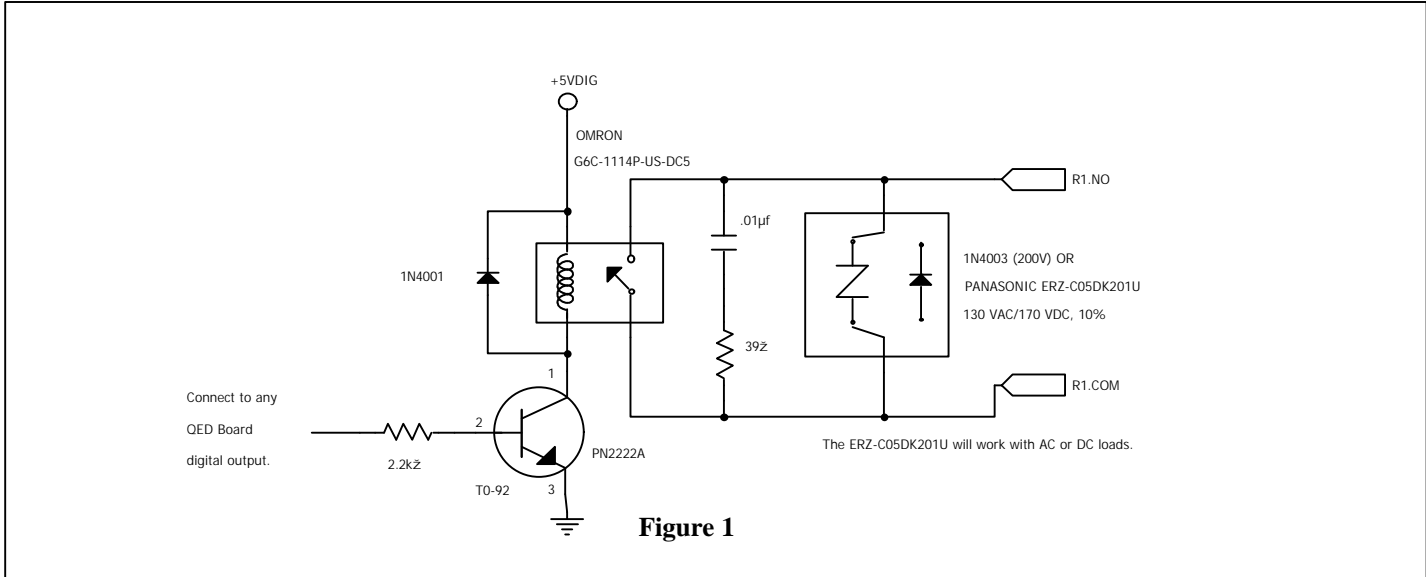 +5VDIG
OMRON
G6C-1114P-US-DC5
R1.NO
.01µf
1N4001
1N4003 (200V) OR
PANASONIC ERZ-C05DK201U
130 VAC/170 VDC, 10%
39ž
1
R1.COM
Connect to any
QED Board
digital output.
2
2.2kž
PN2222A
The ERZ-C05DK201U will work with AC or DC loads.
T0-92
3
Figure 1